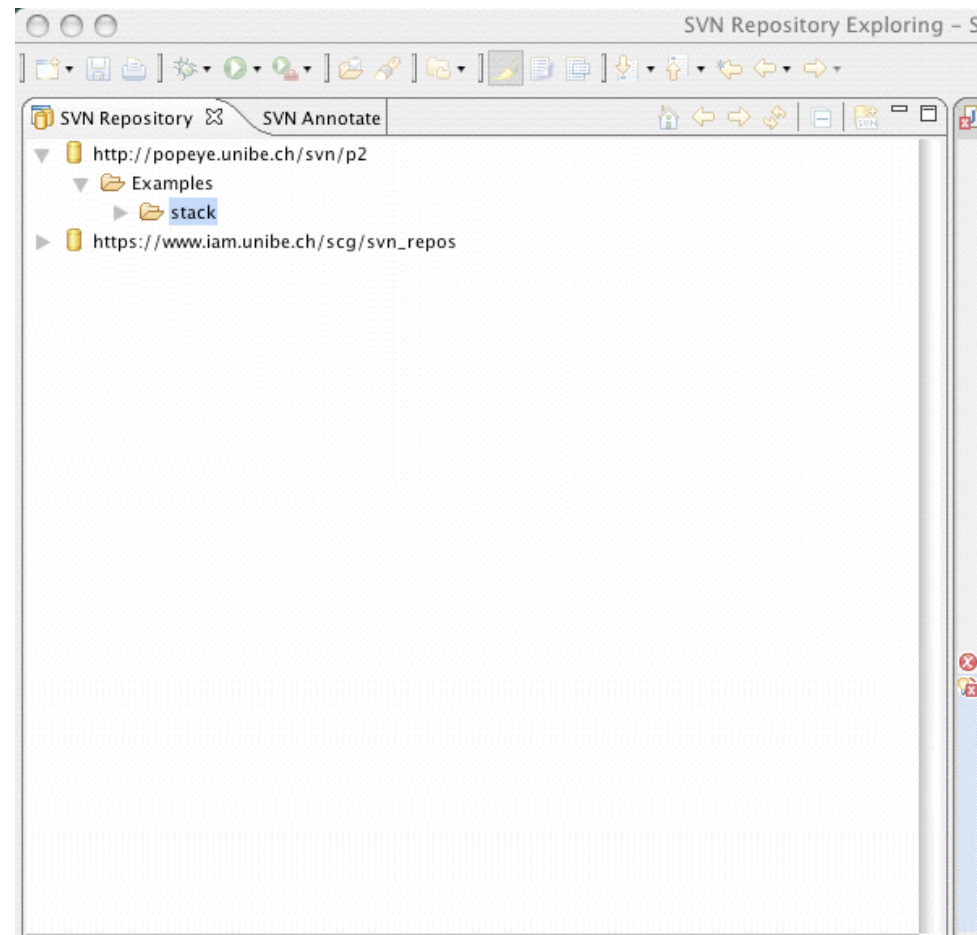 SVN Repository Exploring – S
SVN Repository
SVN Annotate
SVN
http://popeye.unibe.ch/svn/p2
Examples
stack
https://www.iam.unibe.ch/scg/svn_repos